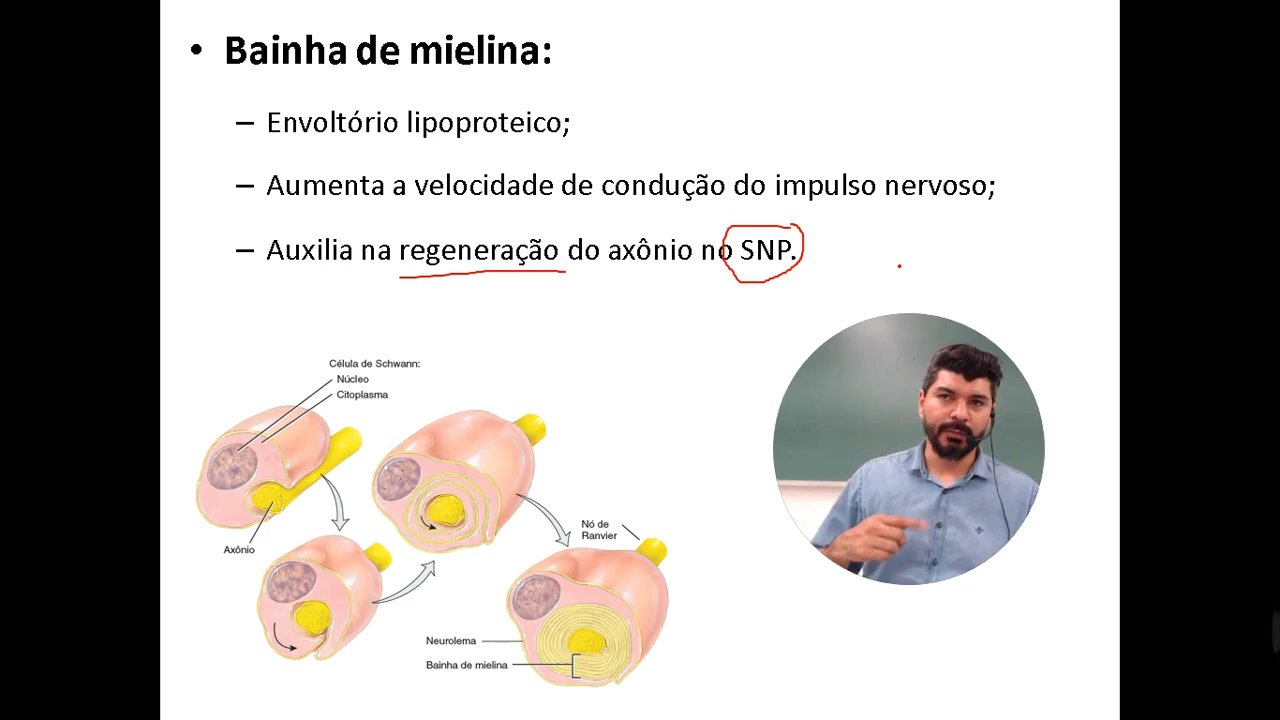 • Bainha de mielina:
– Envoltório lipoproteico;
– Aumenta a velocidade de condução do impulso nervoso;
– Auxilia na regeneração do axônio no SNP.
Célula de Schwann:
Núcleo
Citoplasma
Axônio
Nó de
Ranvier
Neurolema
Bainha de mielina